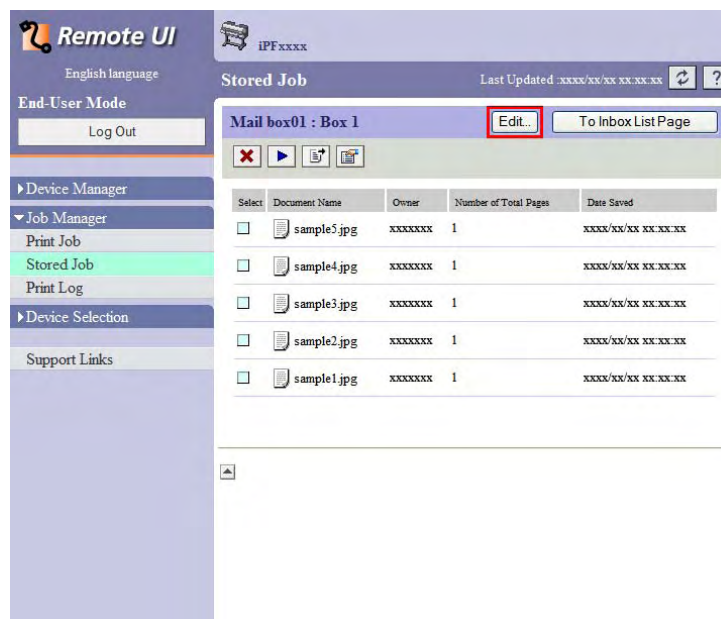 Remote UI
English language
End-User Mode
Log Out
▶Device Manager
▼Job Manager
Print Job
Stored Job
Print Log
▶Device Selection
Support Links
iPFxxxx
Stored Job Last Updated :xxxx/xx/xx xx:xx:xx ?
Mail box01 : Box 1 Edit... To Inbox List Page
Select Document Name Owner Number of Total Pages Date Saved
sample5.jpg xxxxxxx 1 xxxx/xx/xx xx:xx:xx
sample4.jpg xxxxxxx 1 xxxx/xx/xx xx:xx:xx
sample3.jpg xxxxxxx 1 xxxx/xx/xx xx:xx:xx
sample2.jpg xxxxxxx 1 xxxx/xx/xx xx:xx:xx
sample1.jpg xxxxxxx 1 xxxx/xx/xx xx:xx:xx